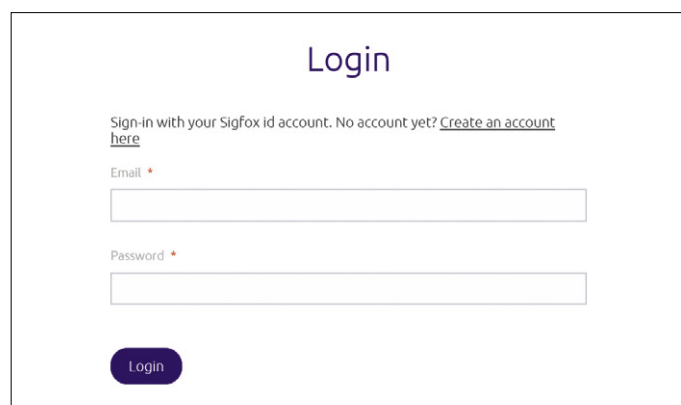 Login
Sign-in with your Sigfox id account. No account yet? Create an account
here
Email *
Password *
Login